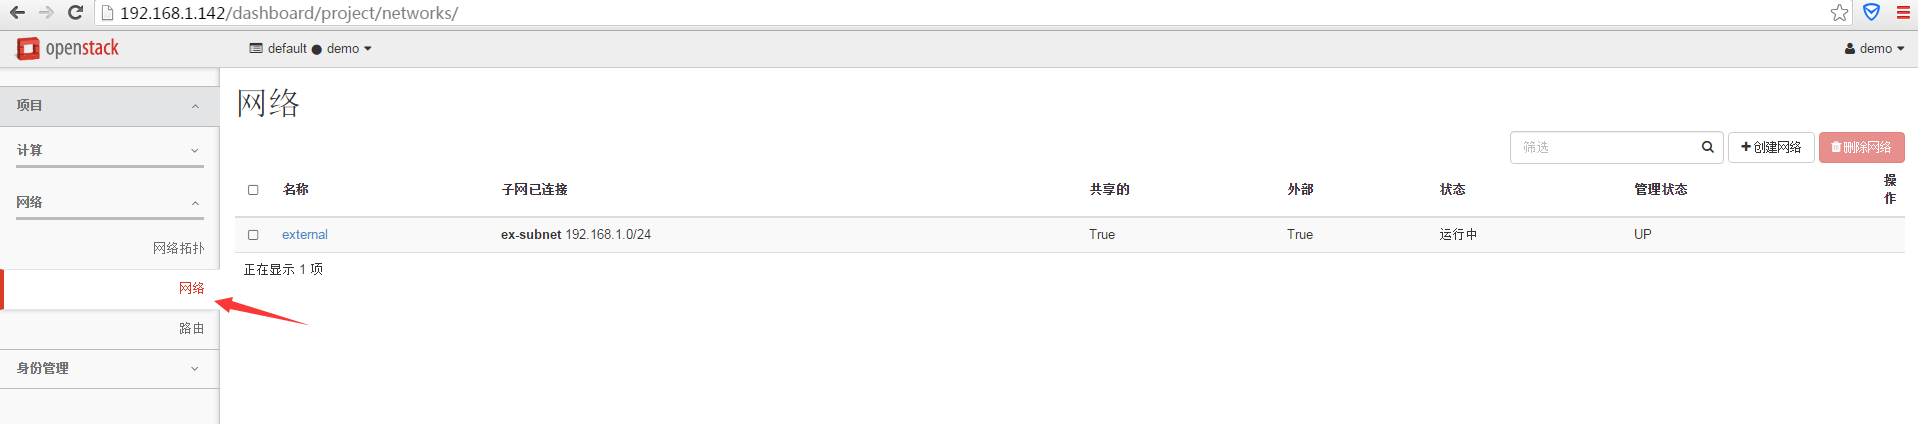 192.168.1.142/dashboard/project/networks/
openstack
default ● demo
demo
项目
计算
网络
网络拓扑
网络
路由
身份管理
网络
筛选
创建网络
删除网络
名称 子网已连接 共享的 外部 状态 管理状态 操作
external ex-subnet 192.168.1.0/24 True True 运行中 UP
正在显示 1 项